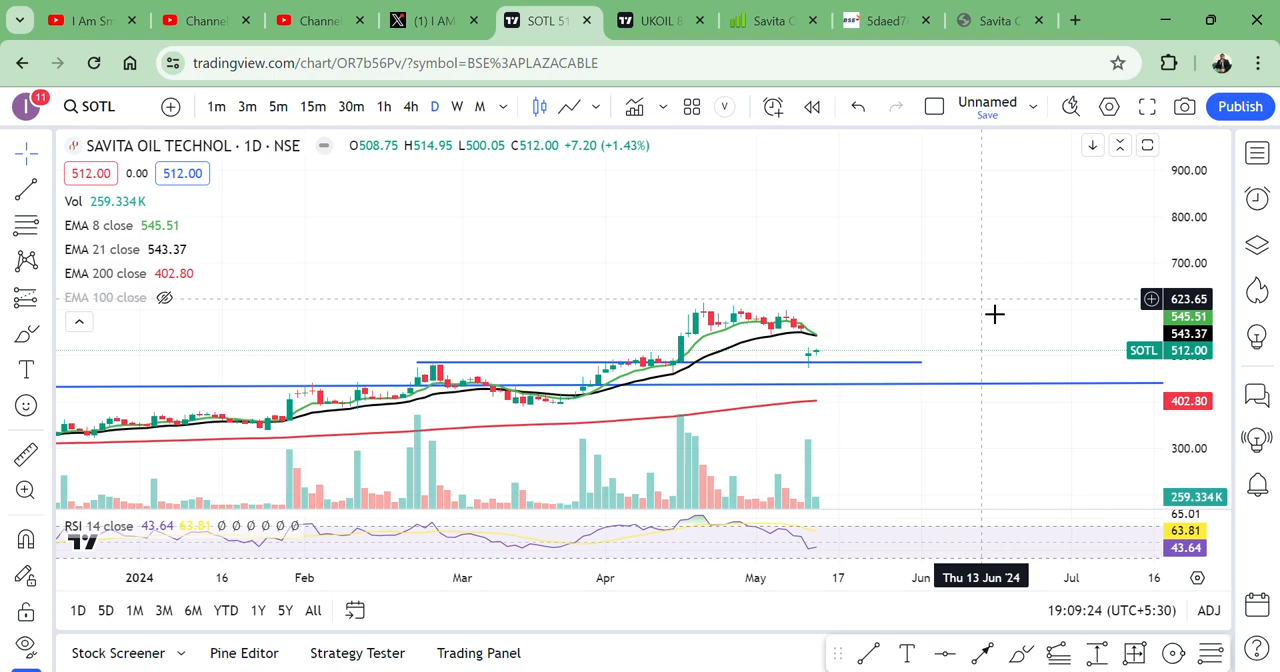 I Am Sm
Channel
Channel
(1) I AM
SOTL 51
UKOIL 8
Savita O
5daed7
Savita O
tradingview.com/chart/OR7b56Pv/?symbol=BSE%3APLAZACABLE
I
11
SOTL
1m
3m
5m
15m
30m
1h
4h
D
W
M
V
Unnamed
Save
Publish
SAVITA OIL TECHNOL · 1D · NSE
O508.75 H514.95 L500.05 C512.00 +7.20 (+1.43%)
512.00
0.00
512.00
Vol 259.334K
EMA 8 close 545.51
EMA 21 close 543.37
EMA 200 close 402.80
EMA 100 close
900.00
800.00
700.00
623.65
545.51
543.37
SOTL 512.00
402.80
300.00
259.334K
RSI 14 close 43.64 63.81 Ø Ø Ø Ø Ø Ø
65.01
63.81
43.64
2024
16
Feb
Mar
Apr
May
17
Jun
Thu 13 Jun '24
Jul
16
1D
5D
1M
3M
6M
YTD
1Y
5Y
All
19:09:24 (UTC+5:30)
ADJ
Stock Screener
Pine Editor
Strategy Tester
Trading Panel